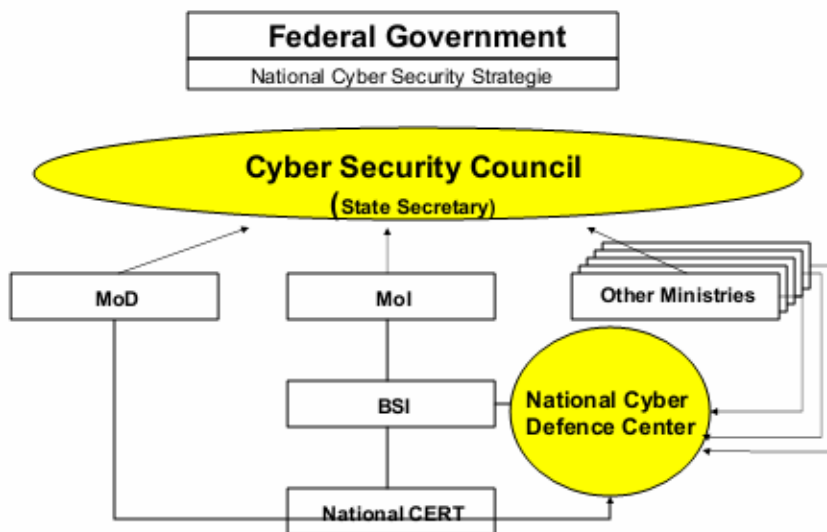 Federal Government
National Cyber Security Strategie
Cyber Security Council
(State Secretary)
MoD
MoI
Other Ministries
BSI
National Cyber
Defence Center
National CERT